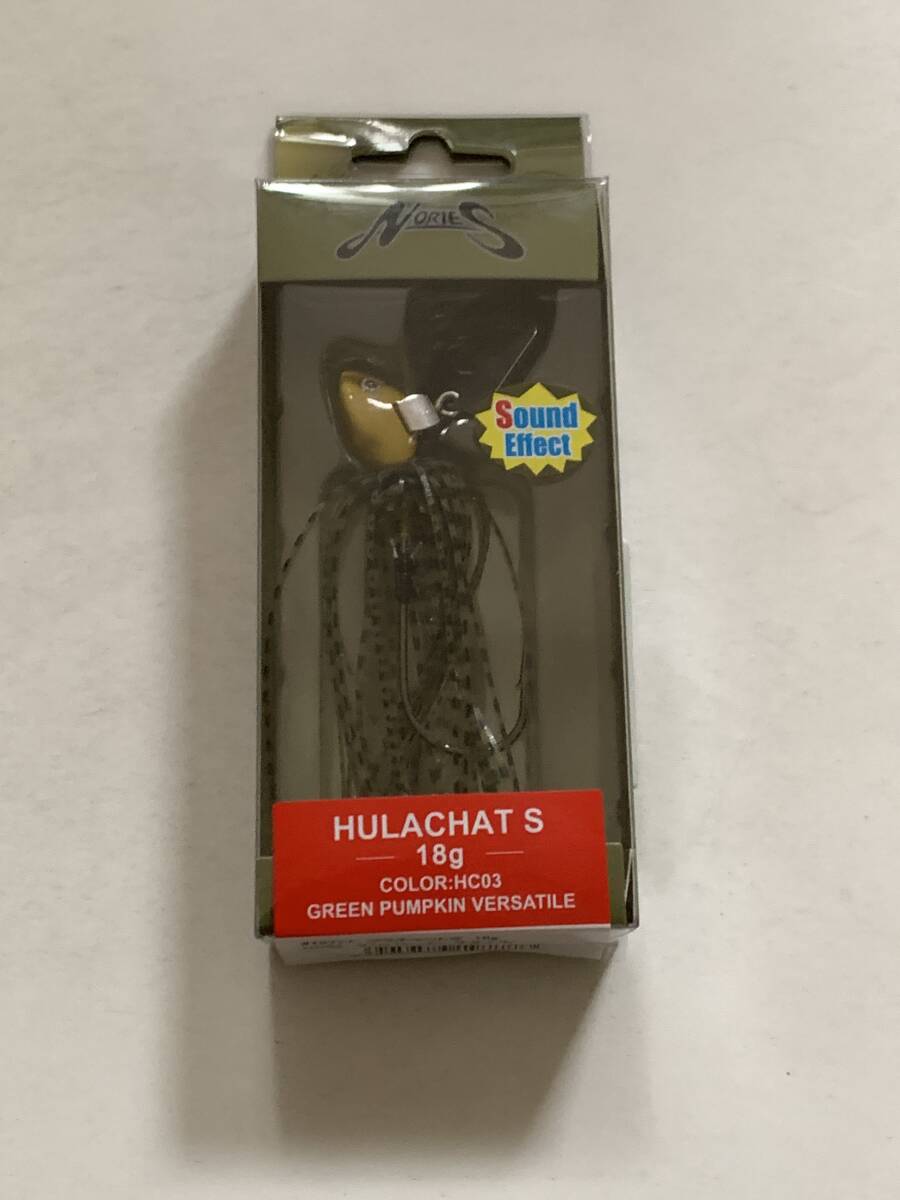 NORIES
Sound
Effect
HULACHAT S
18g
COLOR:HC03
GREEN PUMPKIN VERSATILE